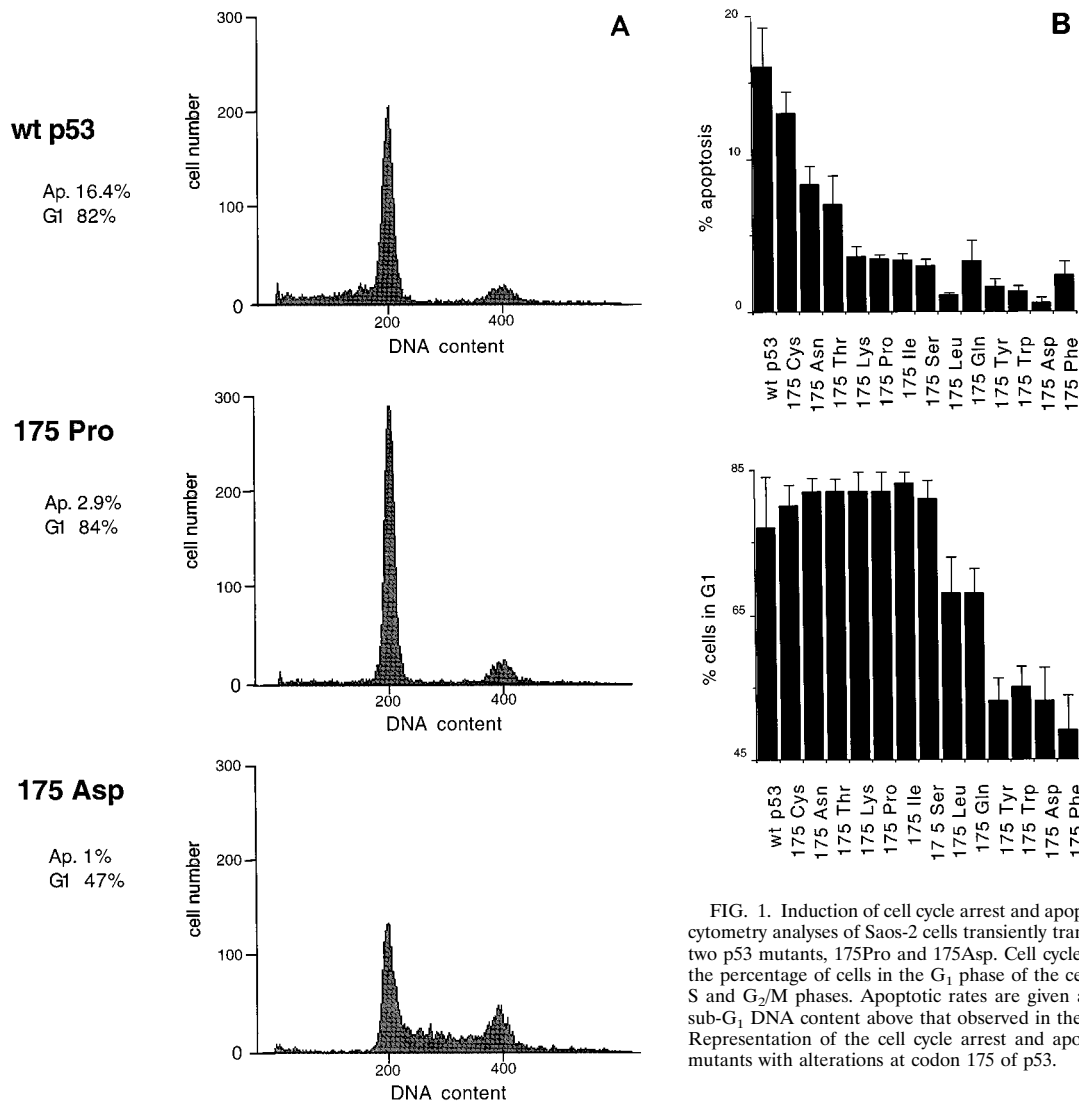 A
wt p53
Ap. 16.4%
G1 82%
300
200
100
0
cell number
200 400
DNA content
175 Pro
Ap. 2.9%
G1 84%
300
200
100
0
cell number
200 400
DNA content
175 Asp
Ap. 1%
G1 47%
300
200
100
0
cell number
200 400
DNA content
B
20
10
0
% apoptosis
wt p53
175 Cys
175 Asn
175 Thr
175 Lys
175 Pro
175 Ile
175 Ser
175 Leu
175 Gln
175 Tyr
175 Trp
175 Asp
175 Phe
85
65
45
% cells in G1
wt p53
175 Cys
175 Asn
175 Thr
175 Lys
175 Pro
175 Ile
17 5 Ser
175 Leu
175 Gln
175 Tyr
175 Trp
175 Asp
175 Phe
FIG. 1. Induction of cell cycle arrest and apop
cytometry analyses of Saos-2 cells transiently tran
two p53 mutants, 175Pro and 175Asp. Cell cycle
the percentage of cells in the G1 phase of the ce
S and G2/M phases. Apoptotic rates are given a
sub-G1 DNA content above that observed in the
Representation of the cell cycle arrest and apo
mutants with alterations at codon 175 of p53.